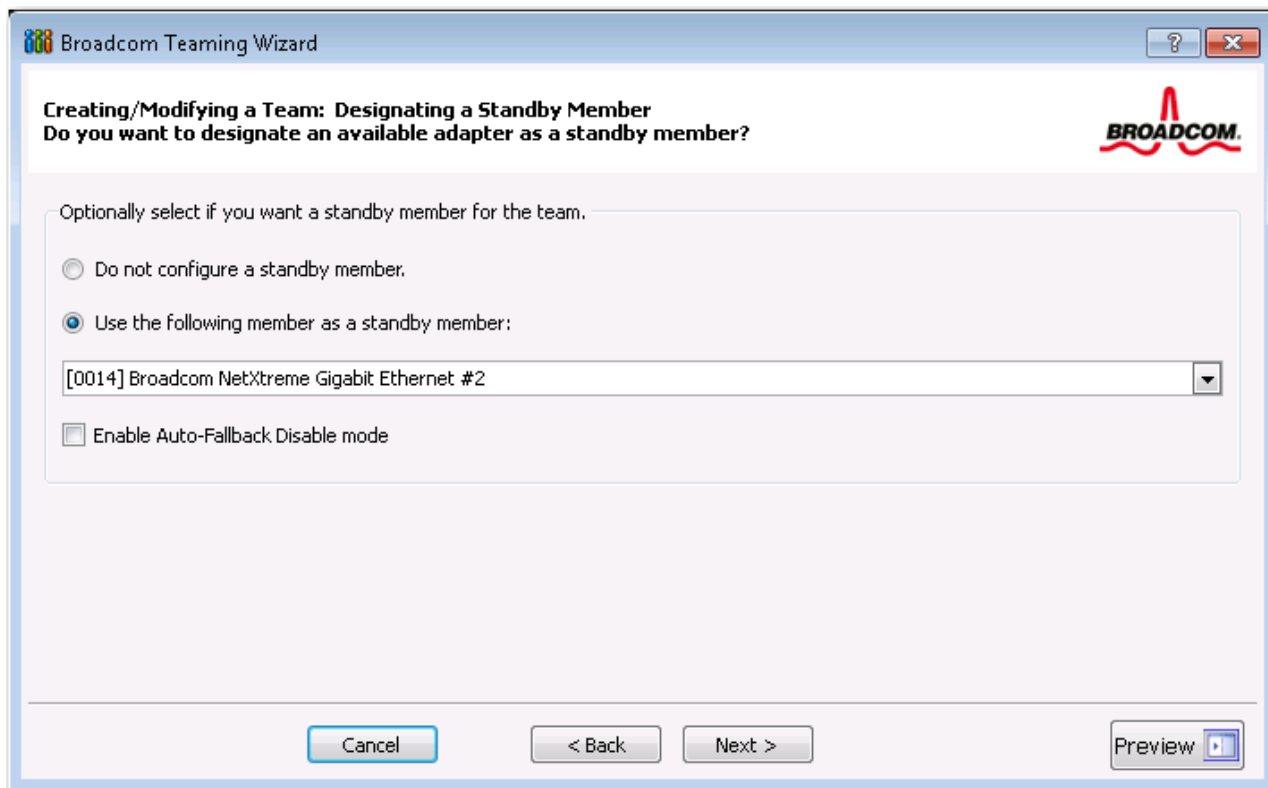 Broadcom Teaming Wizard
Creating/Modifying a Team: Designating a Standby Member
Do you want to designate an available adapter as a standby member?
BROADCOM.
Optionally select if you want a standby member for the team.
Do not configure a standby member.
Use the following member as a standby member:
[0014] Broadcom NetXtreme Gigabit Ethernet #2
Enable Auto-Fallback Disable mode
Cancel
< Back
Next >
Preview